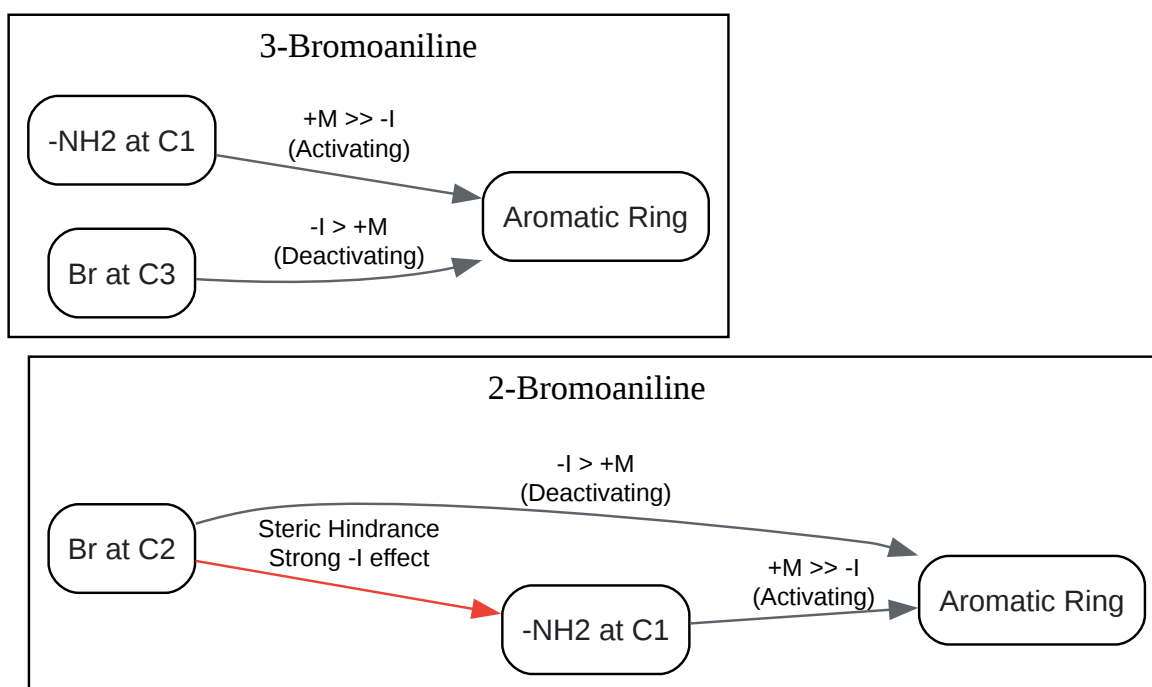 3-Bromoaniline
-NH2 at C1
+M >> -I
(Activating)
Br at C3
-I > +M
(Deactivating)
Aromatic Ring
2-Bromoaniline
Br at C2
-I > +M
(Deactivating)
Steric Hindrance
Strong -I effect
-NH2 at C1
+M >> -I
(Activating)
Aromatic Ring